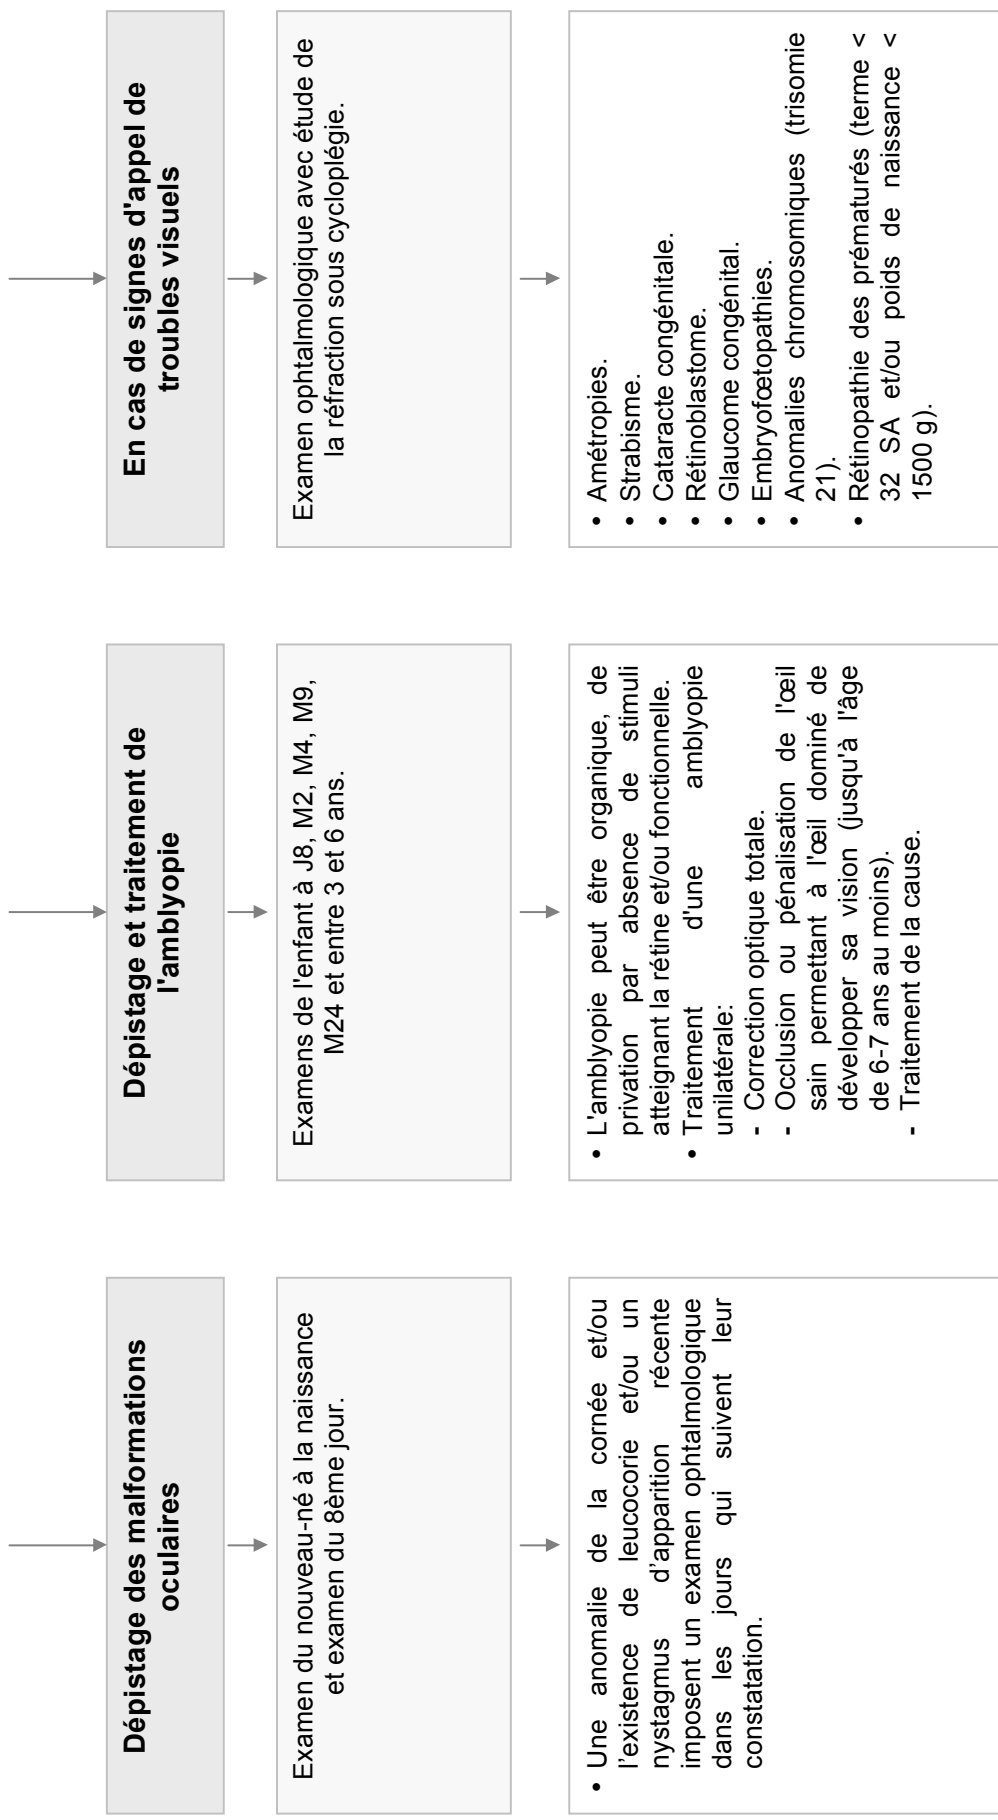 Dépistage des malformations
oculaires
Examen du nouveau-né à la naissance
et examen du 8ème jour.
• Une anomalie de la cornée et/ou
l'existence de leucocorie et/ou un
nystagmus d'apparition récente
imposent un examen ophtalmologique
dans les jours qui suivent leur
constatation.
Dépistage et traitement de
l'amblyopie
Examens de l'enfant à J8, M2, M4, M9,
M24 et entre 3 et 6 ans.
• L'amblyopie peut être organique, de
privation par absence de stimuli
atteignant la rétine et/ou fonctionnelle.
• Traitement d'une amblyopie
unilatérale:
- Correction optique totale.
- Occlusion ou pénalisation de l'œil
sain permettant à l'œil dominé de
développer sa vision (jusqu'à l'âge
de 6-7 ans au moins).
- Traitement de la cause.
En cas de signes d'appel de
troubles visuels
Examen ophtalmologique avec étude de
la réfraction sous cycloplégie.
• Amétropies.
• Strabisme.
• Cataracte congénitale.
• Rétinoblastome.
• Glaucome congénital.
• Embryofœtopathies.
• Anomalies chromosomiques (trisomie
21).
• Rétinopathie des prématurés (terme <
32 SA et/ou poids de naissance <
1500 g).